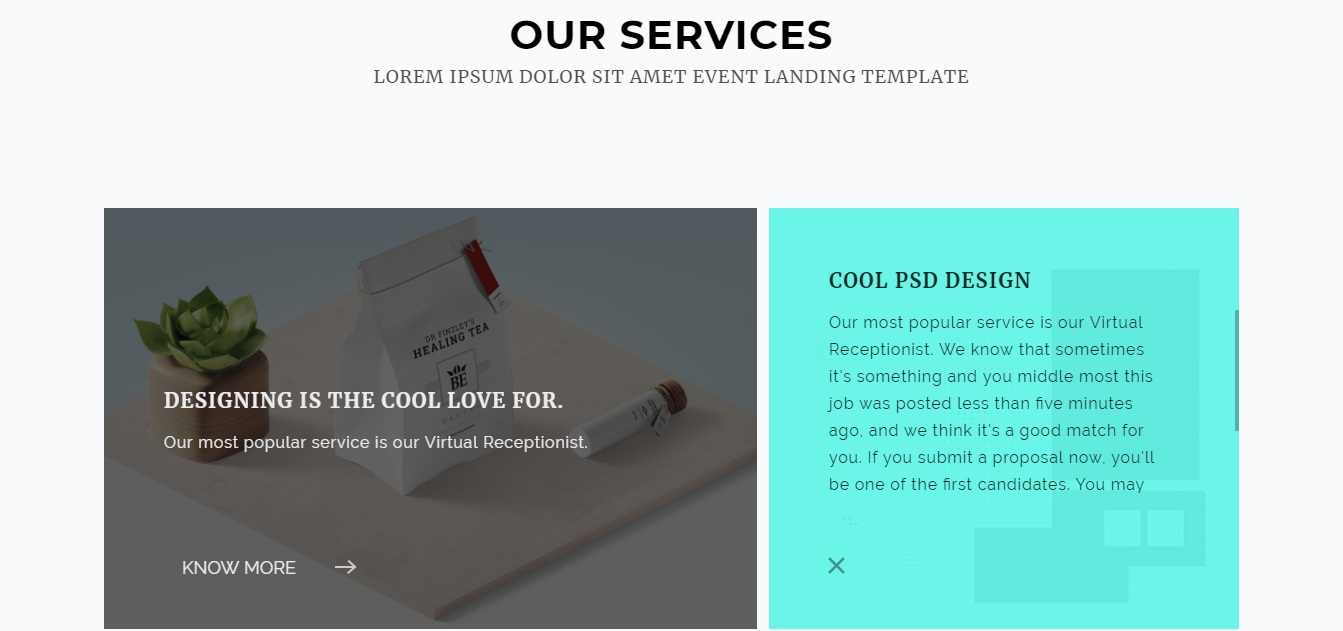 OUR SERVICES
LOREM IPSUM DOLOR SIT AMET EVENT LANDING TEMPLATE
DR FINZLEY'S
HEALING TEA
BE
DESIGNING IS THE COOL LOVE FOR.
Our most popular service is our Virtual Receptionist.
KNOW MORE
COOL PSD DESIGN
Our most popular service is our Virtual
Receptionist. We know that sometimes
it's something and you middle most this
job was posted less than five minutes
ago, and we think it's a good match for
you. If you submit a proposal now, you'll
be one of the first candidates. You may